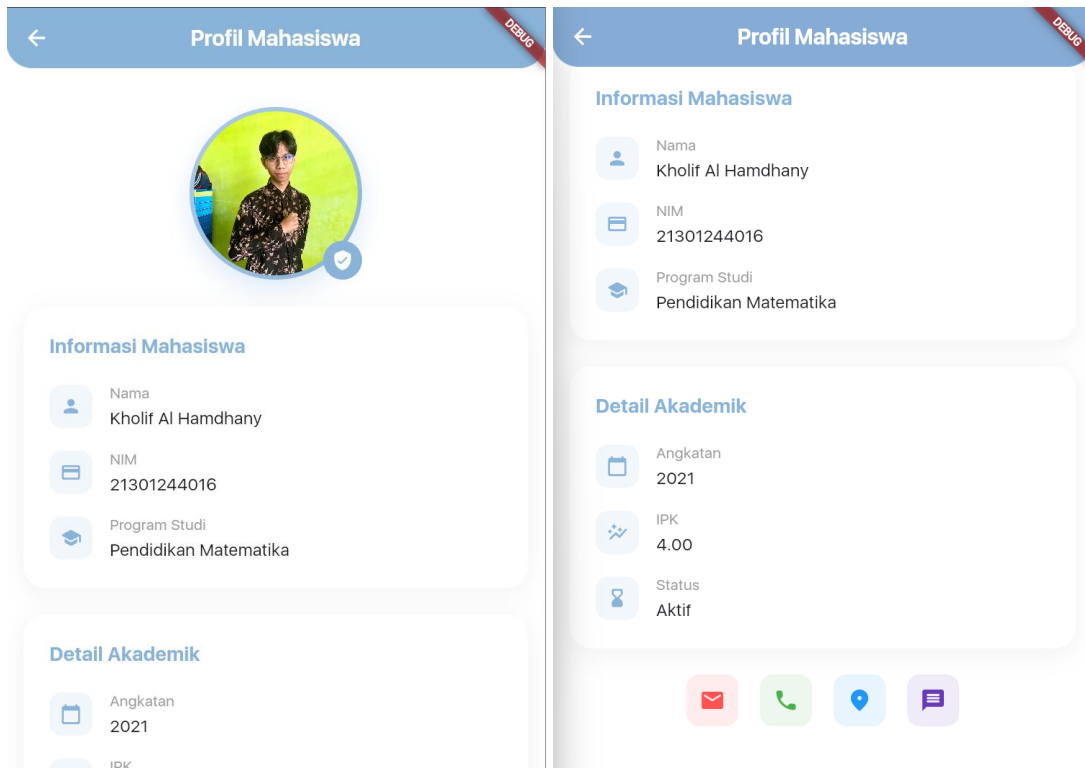 Profil Mahasiswa
DEBUG
Informasi Mahasiswa
Nama
Kholif Al Hamdhany
NIM
21301244016
Program Studi
Pendidikan Matematika
Detail Akademik
Angkatan
2021
IPK
Profil Mahasiswa
DEBUG
Informasi Mahasiswa
Nama
Kholif Al Hamdhany
NIM
21301244016
Program Studi
Pendidikan Matematika
Detail Akademik
Angkatan
2021
IPK
4.00
Status
Aktif